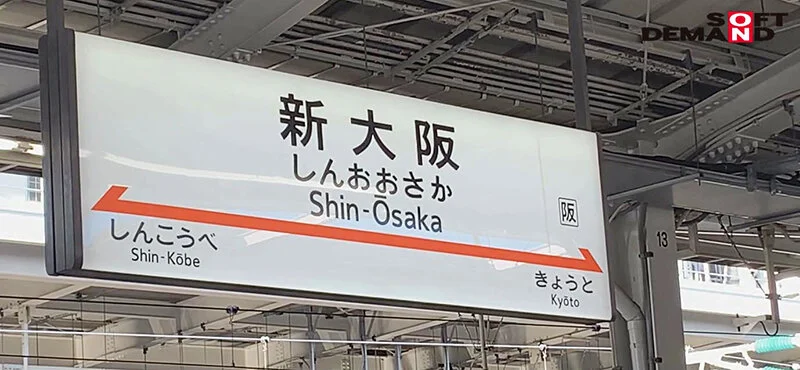 SOFT
DEMAND
新大阪
しんおおさか
Shin-Ōsaka
阪
しんこうべ
Shin-Kōbe
きょうと
Kyōto
13